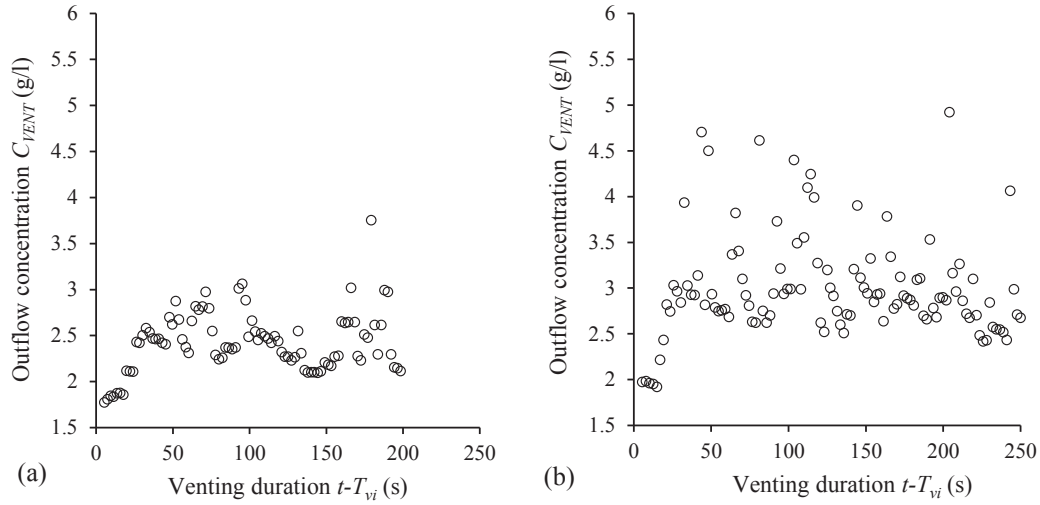 6
5.5
5
4.5
4
3.5
3
2.5
2
1.5
0 50 100 150 200 250
Outflow concentration C_VENT (g/l)
Venting duration t-T_vi (s)
(a)
6
5.5
5
4.5
4
3.5
3
2.5
2
1.5
0 50 100 150 200 250
Outflow concentration C_VENT (g/l)
Venting duration t-T_vi (s)
(b)